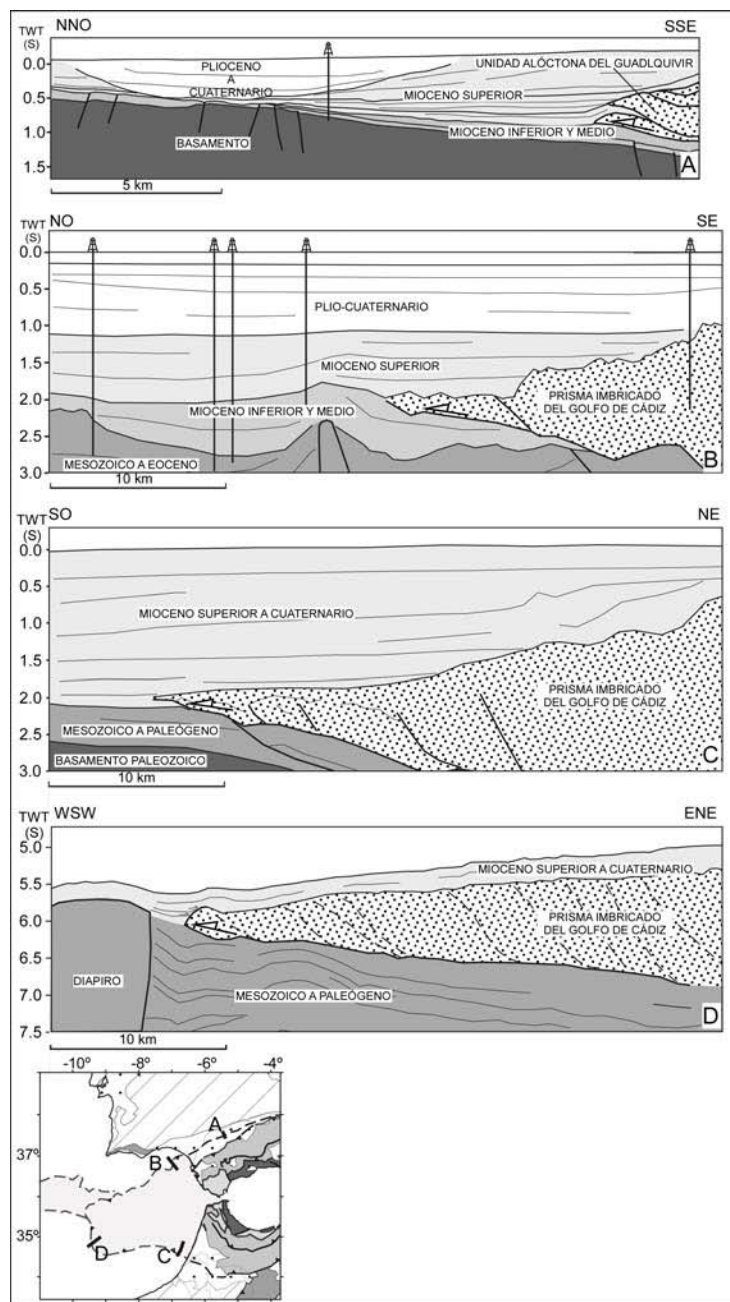 TWT
(S)
NNO
SSE
0.0
0.5
1.0
1.5
PLIOCENO
A
CUATERNARIO
UNIDAD ALÓCTONA DEL GUADLQUIVIR
MIOCENO SUPERIOR
MIOCENO INFERIOR Y MEDIO
BASAMENTO
A
5 km
TWT
(S)
NO
SE
0.0
0.5
1.0
1.5
2.0
2.5
3.0
PLIO-CUATERNARIO
MIOCENO SUPERIOR
MIOCENO INFERIOR Y MEDIO
PRISMA IMBRICADO
DEL GOLFO DE CÁDIZ
MESOZOICO A EOCENO
B
10 km
TWT
(S)
SO
NE
0.0
0.5
1.0
1.5
2.0
2.5
3.0
MIOCENO SUPERIOR A CUATERNARIO
PRISMA IMBRICADO
DEL GOLFO DE CÁDIZ
MESOZOICO A PALEÓGENO
BASAMENTO PALEOZOICO
C
10 km
TWT
(S)
WSW
ENE
5.0
5.5
6.0
6.5
7.0
7.5
MIOCENO SUPERIOR A CUATERNARIO
PRISMA IMBRICADO
DEL GOLFO DE CÁDIZ
DIAPIRO
MESOZOICO A PALEÓGENO
D
10 km
-10º -8º -6º -4º
37º
35º
A
B
C
D